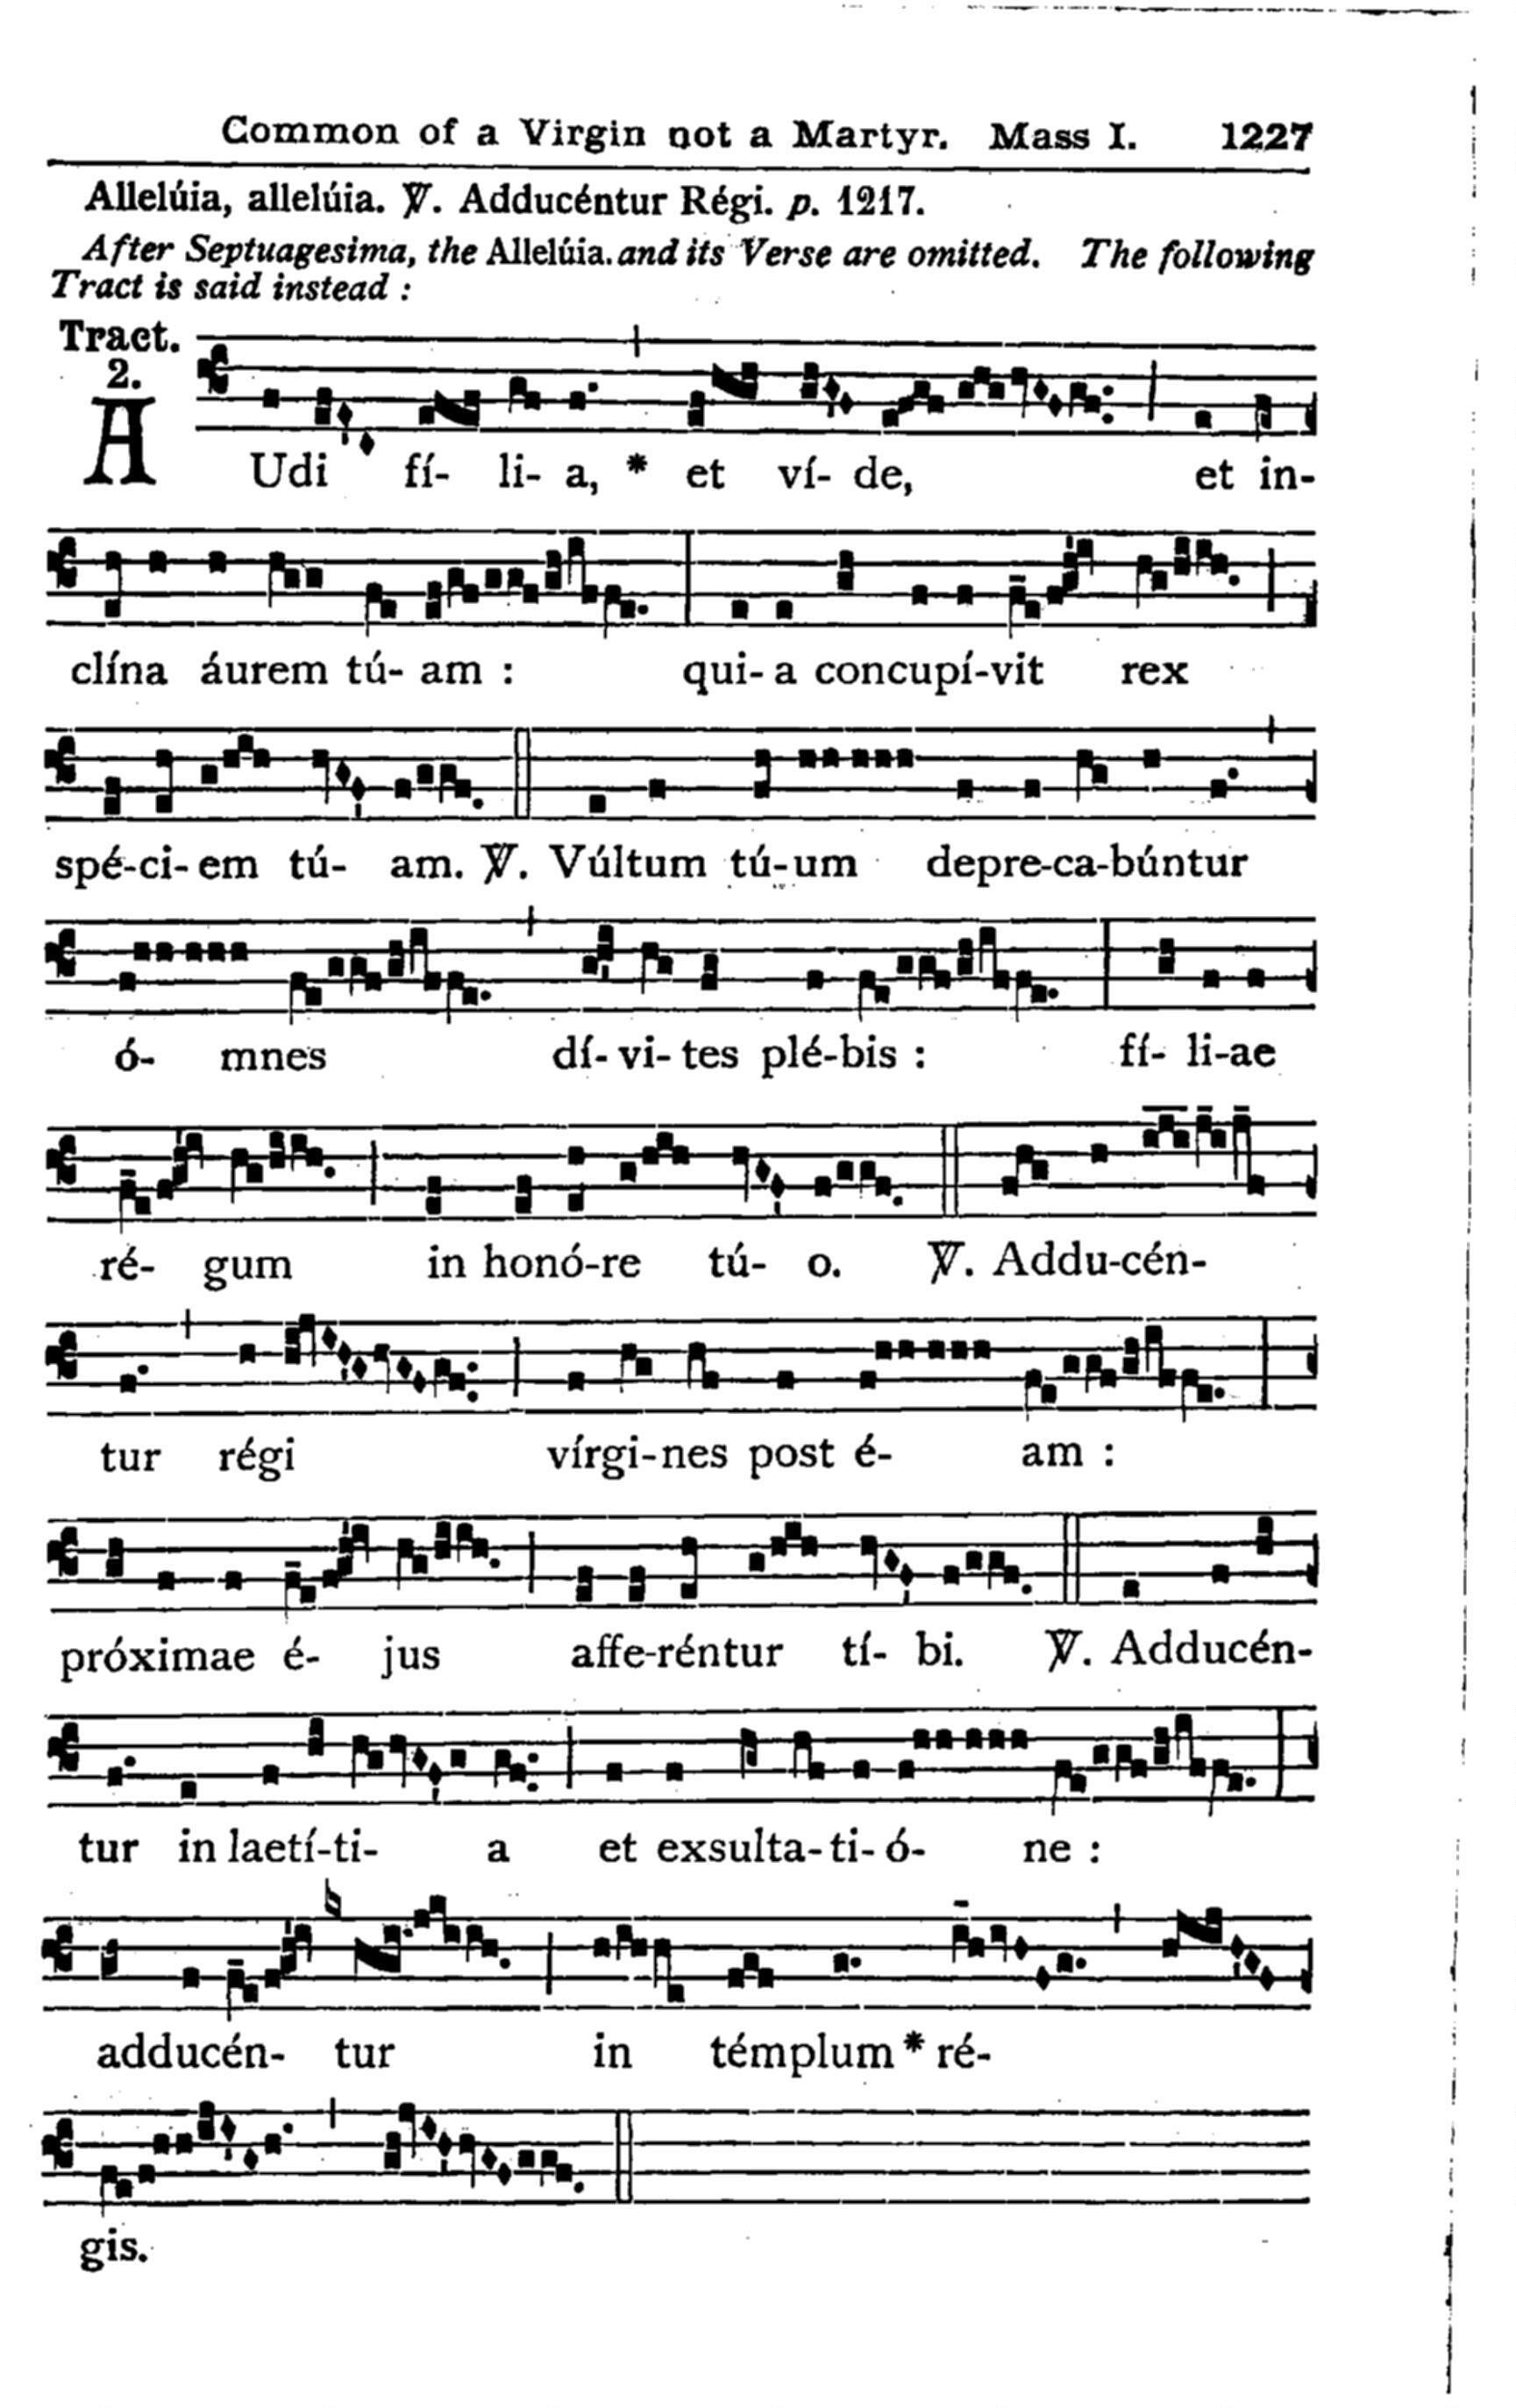 Common of a Virgin not a Martyr. Mass I. 1227
Allelúia, allelúia. ℣. Adducéntur Régi. p. 1217.
After Septuagesima, the Allelúia. and its Verse are omitted. The following
Tract is said instead :
Tract.
2.
AUdi fí- li- a, * et ví- de, et in-
clína áurem tú- am : qui- a concupí-vit rex
spé-ci- em tú- am. ℣. Vúltum tú-um depre-ca-búntur
ó- mnes dí- vi- tes plé-bis : fí- li-ae
ré- gum in honó-re tú- o. ℣. Addu-cén-
tur régi vírgi-nes post é- am :
próximae é- jus affe-réntur tí- bi. ℣. Adducén-
tur in laetí-ti- a et exsulta- ti- ó- ne :
adducén- tur in témplum * ré-
gis.